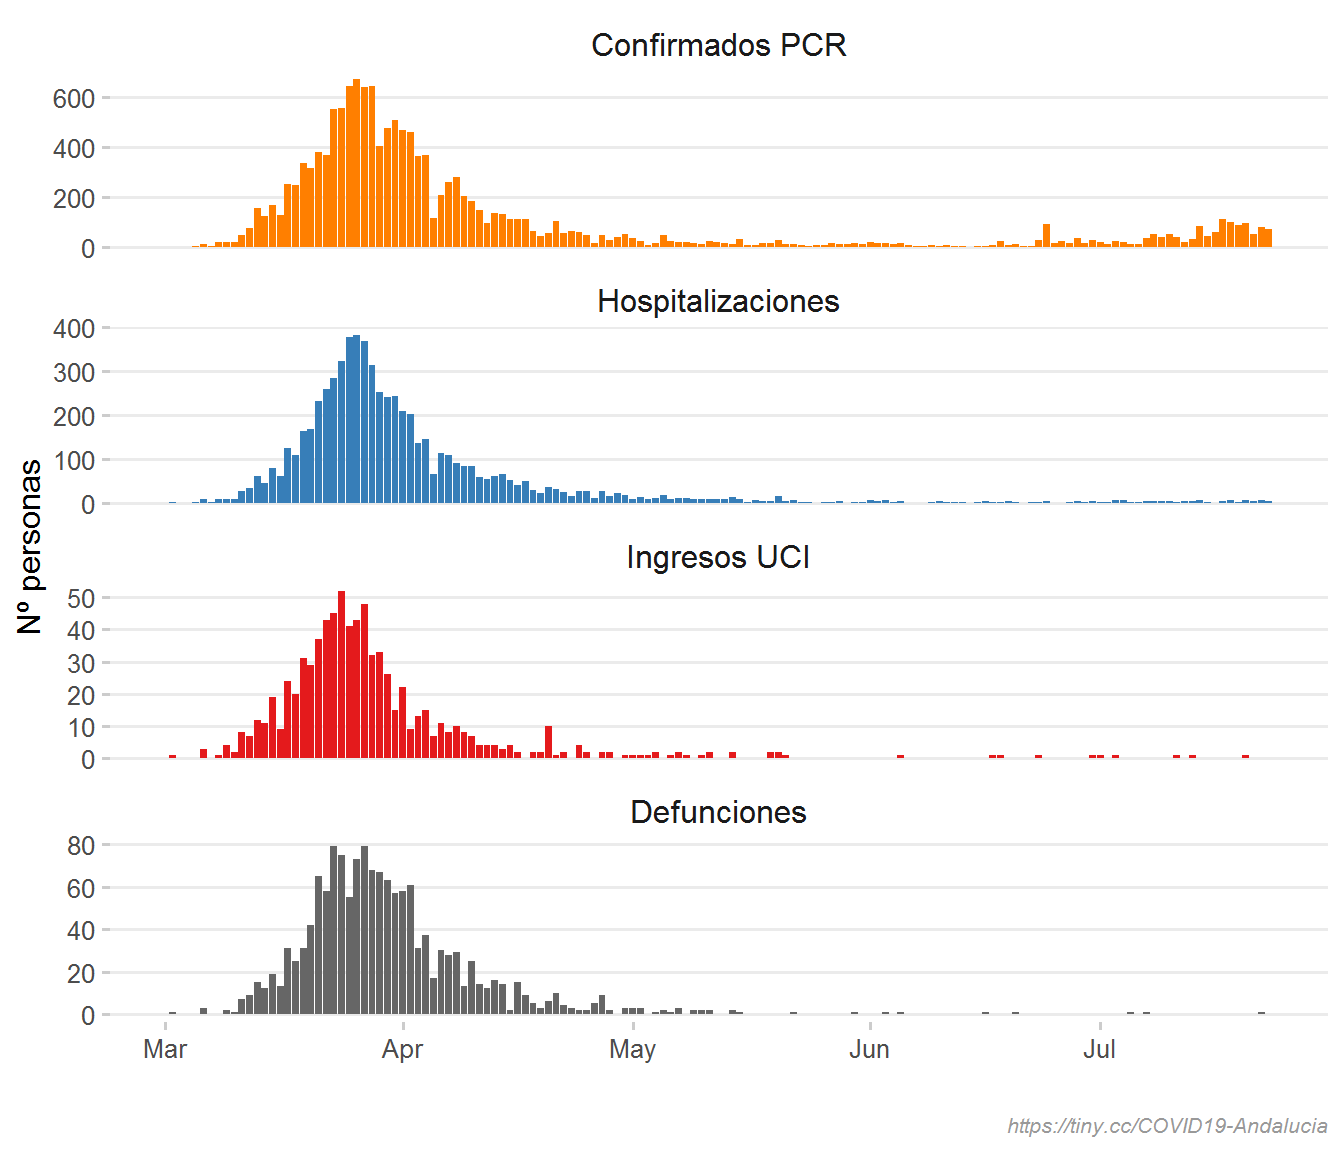 Confirmados PCR
600
400
200
0
Hospitalizaciones
400
300
200
100
0
Nº personas
Ingresos UCI
50
40
30
20
10
0
Defunciones
80
60
40
20
0
Mar Apr May Jun Jul
https://tiny.cc/COVID19-Andalucia